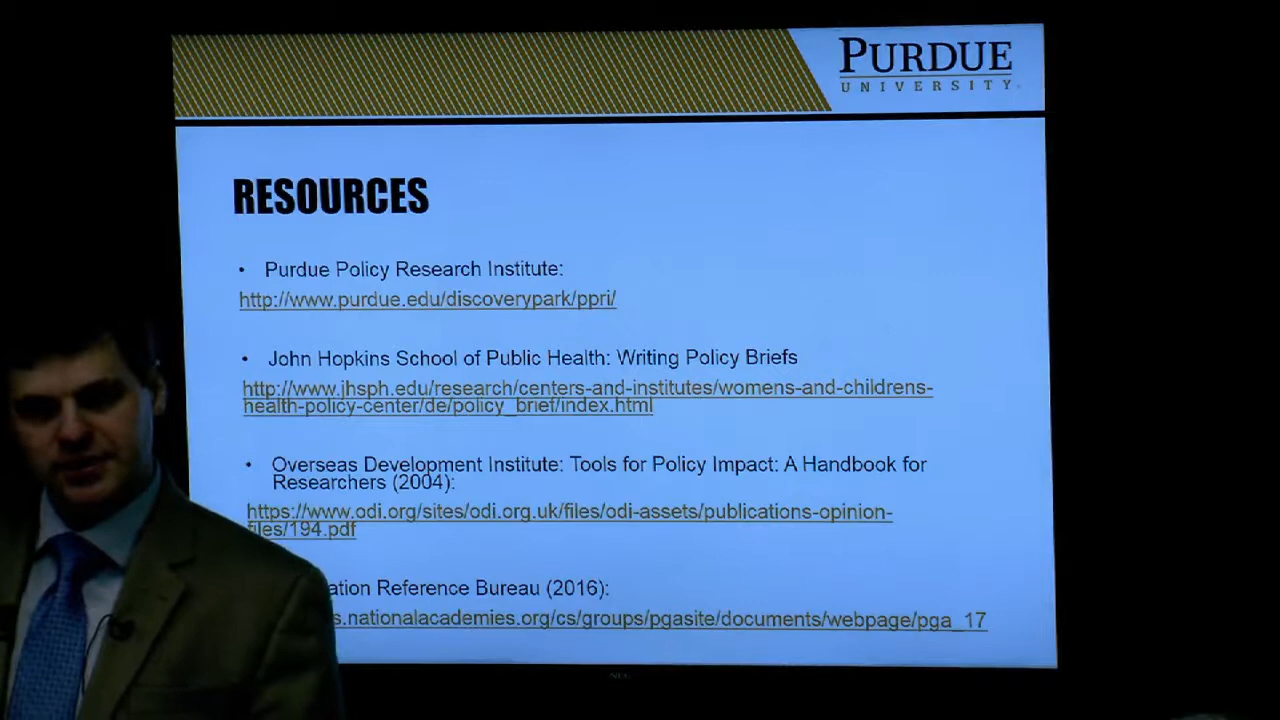 PURDUE
UNIVERSITY
RESOURCES
• Purdue Policy Research Institute:
http://www.purdue.edu/discoverypark/ppri/
• John Hopkins School of Public Health: Writing Policy Briefs
http://www.jhsph.edu/research/centers-and-institutes/womens-and-childrens-
health-policy-center/de/policy_brief/index.html
• Overseas Development Institute: Tools for Policy Impact: A Handbook for
Researchers (2004):
https://www.odi.org/sites/odi.org.uk/files/odi-assets/publications-opinion-
files/194.pdf
ation Reference Bureau (2016):
s.nationalacademies.org/cs/groups/pgasite/documents/webpage/pga_17
NEC